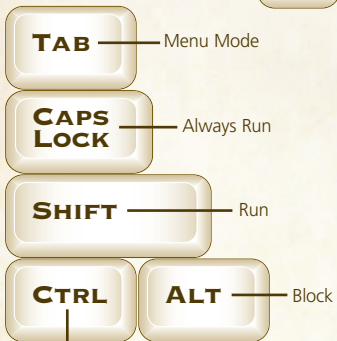 TAB Menu Mode
CAPS
LOCK Always Run
SHIFT Run
CTRL ALT Block